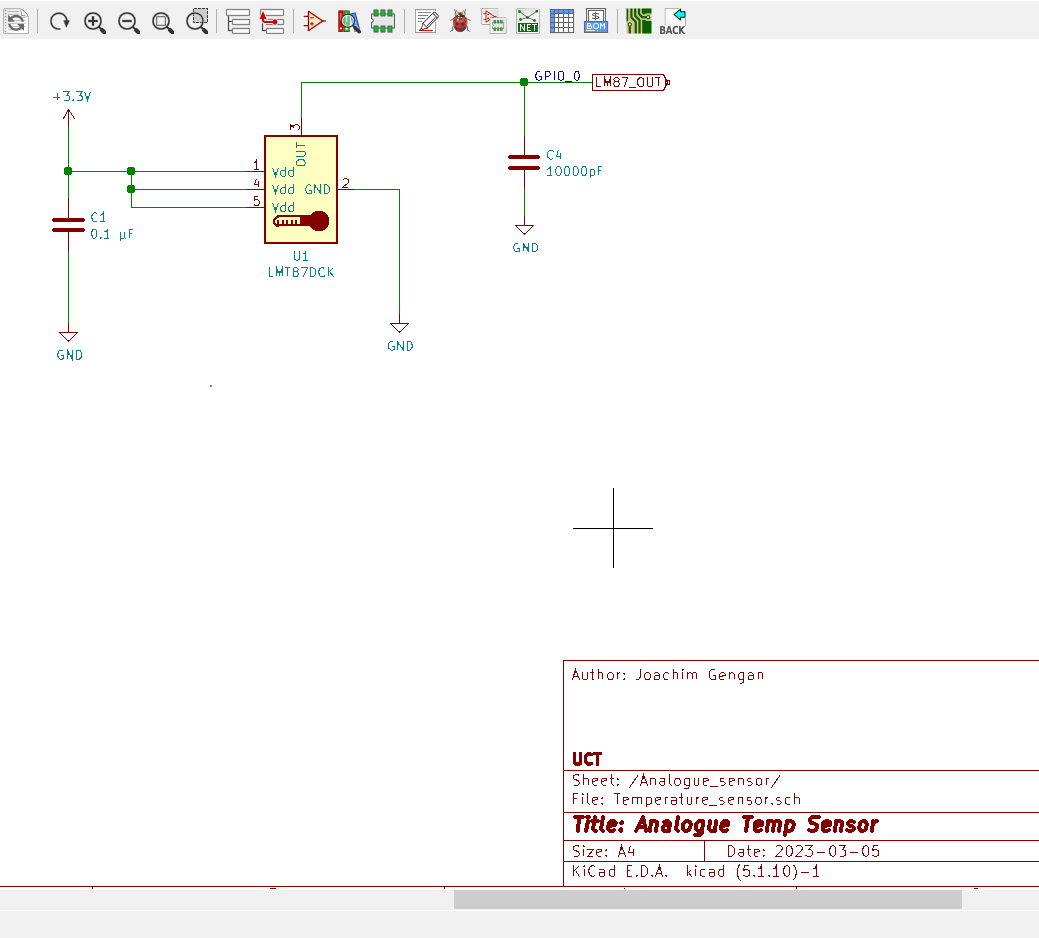 NET
$
BOM
BACK
GPIO_0
LM87_OUT
+3.3V
3
OUT
1
Vdd
4
Vdd
GND
2
5
Vdd
C4
10000pF
C1
0.1 µF
GND
U1
LMT87DCK
GND
GND
Author: Joachim Gengan
UCT
Sheet: /Analogue_sensor/
File: Temperature_sensor.sch
Title: Analogue Temp Sensor
Size: A4
Date: 2023-03-05
KiCad E.D.A. kicad (5.1.10)-1